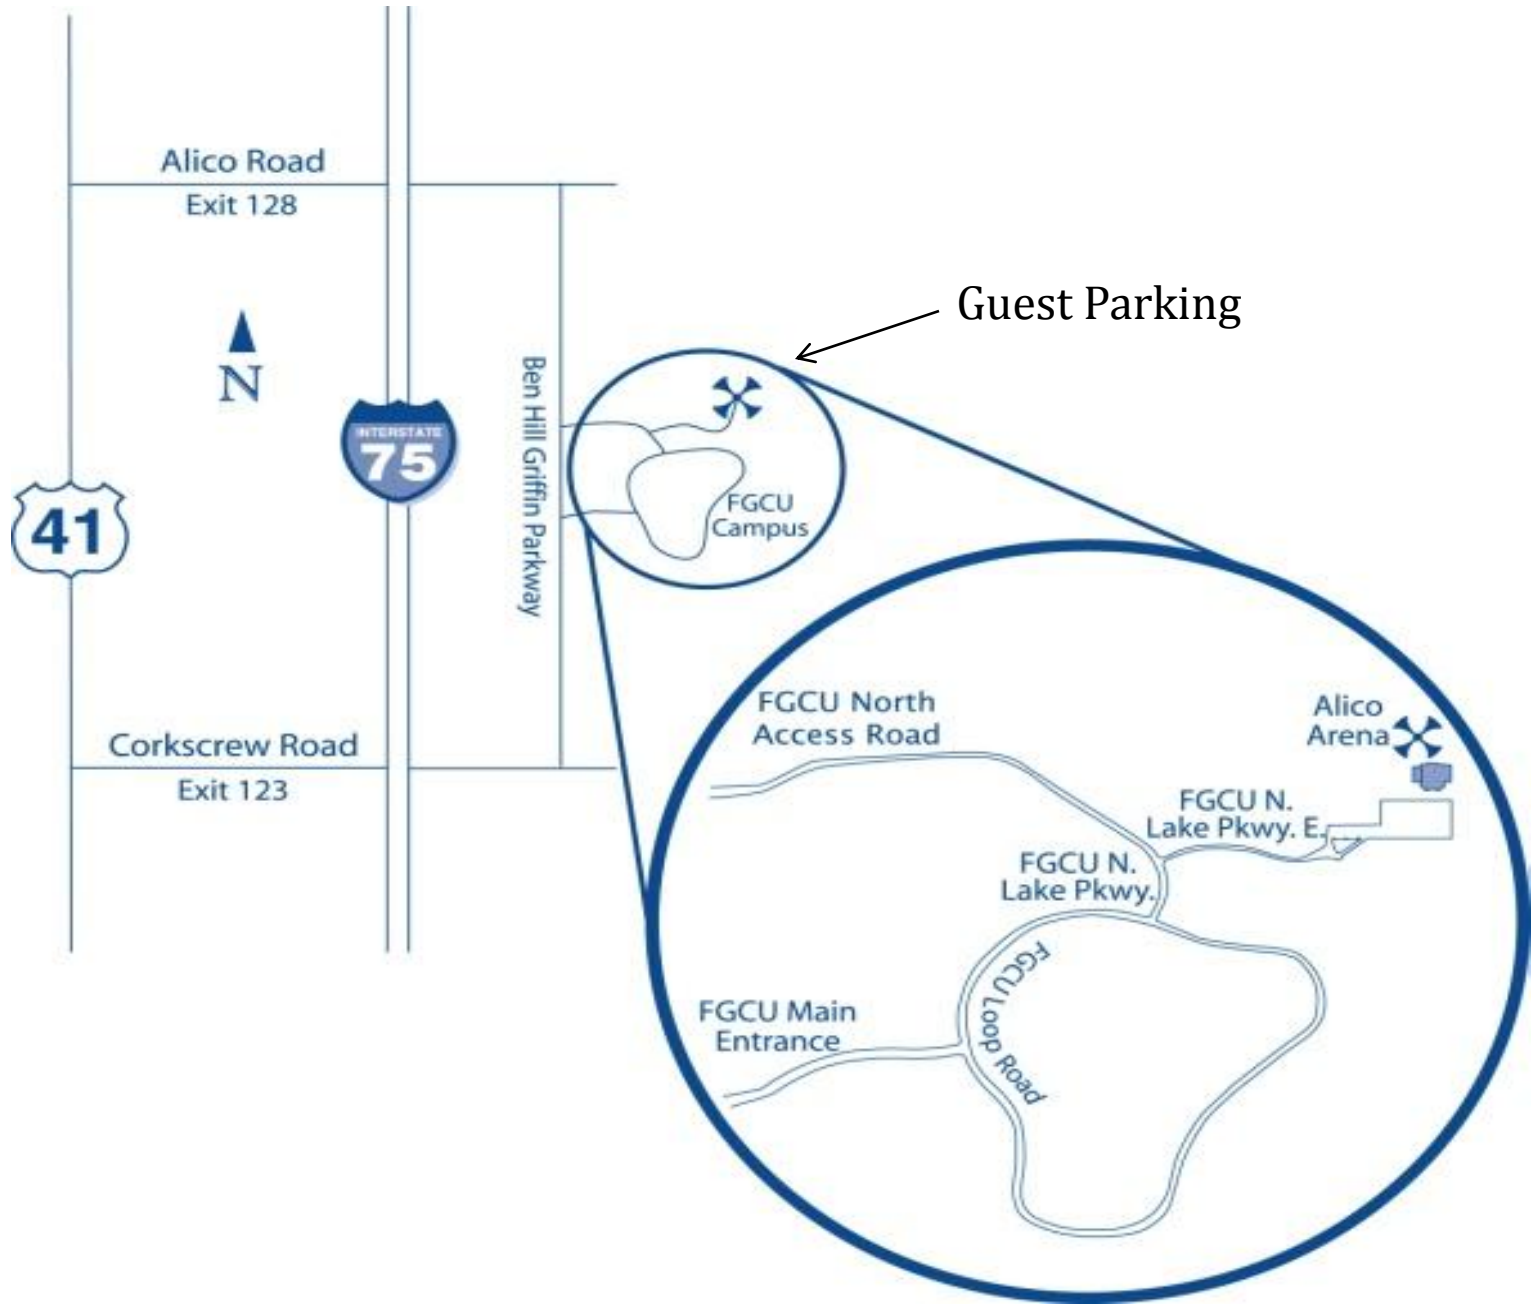 Alico Road
Exit 128
Guest Parking
N
Ben Hill Griffin Parkway
INTERSTATE
75
41
FGCU
Campus
Corkscrew Road
Exit 123
FGCU North
Access Road
Alico
Arena
FGCU N.
Lake Pkwy. E.
FGCU N.
Lake Pkwy.
FGCU Loop Road
FGCU Main
Entrance